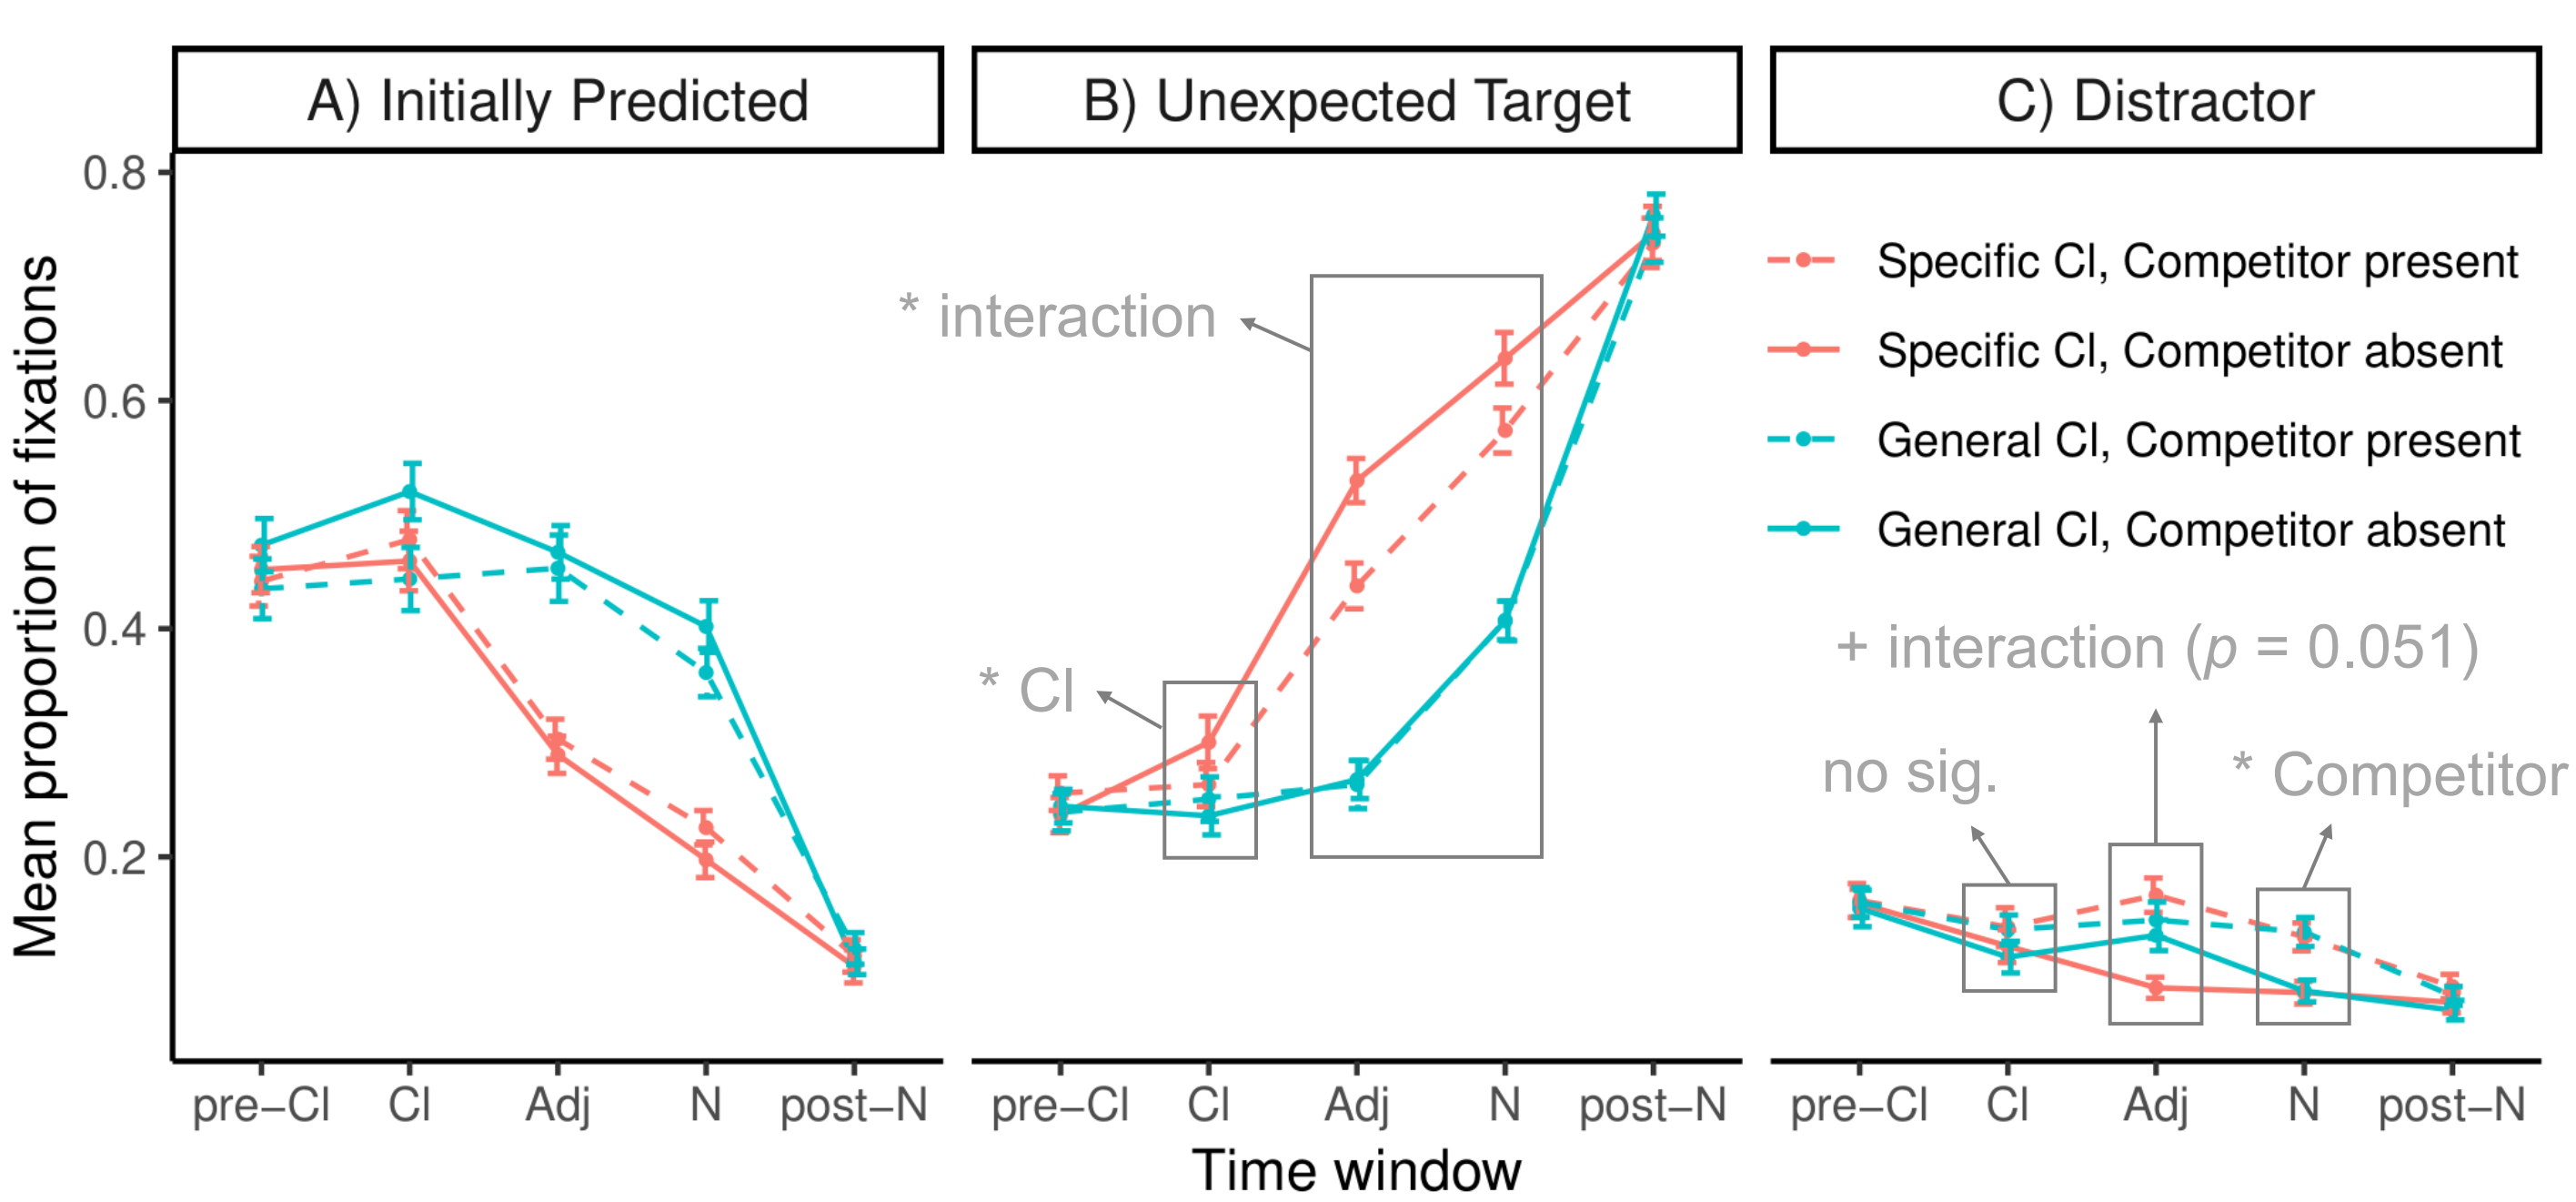 A) Initially Predicted
B) Unexpected Target
C) Distractor
Mean proportion of fixations
0.8
0.6
0.4
0.2
* interaction
* Cl
Specific Cl, Competitor present
Specific Cl, Competitor absent
General Cl, Competitor present
General Cl, Competitor absent
+ interaction (p = 0.051)
no sig.
* Competitor
pre−Cl Cl Adj N post−N
pre−Cl Cl Adj N post−N
pre−Cl Cl Adj N post−N
Time window